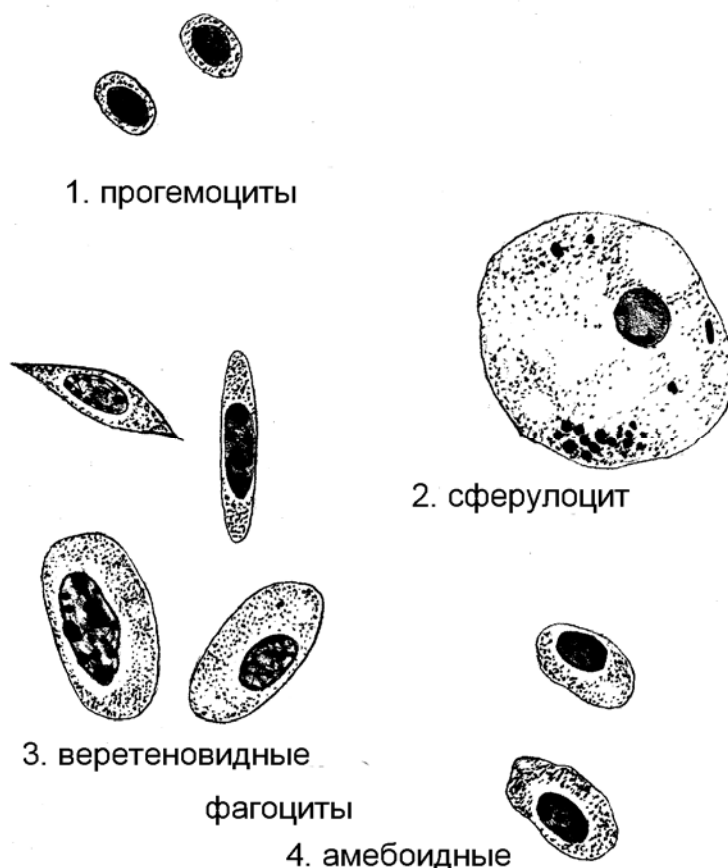 1. прогемоциты
2. сферулоцит
3. веретеновидные
фагоциты
4. амебоидные